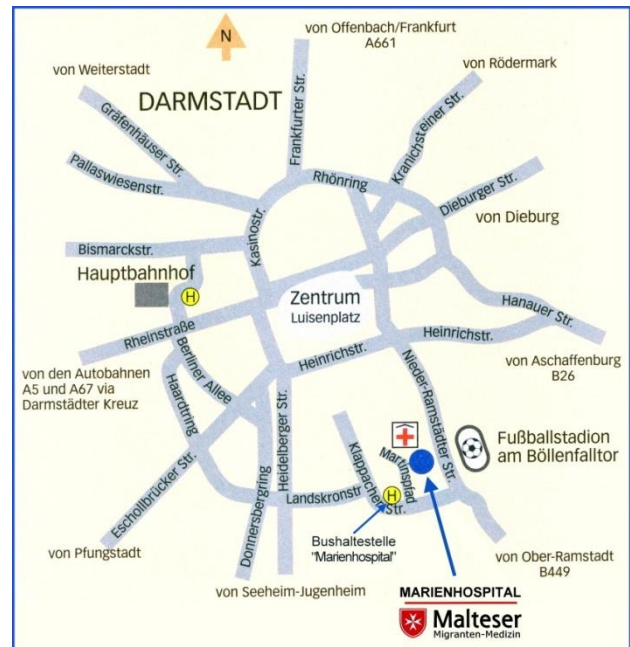 N
von Offenbach/Frankfurt
A661
von Weiterstadt
von Rödermark
DARMSTADT
Gräfenhäuser Str.
Frankfurter Str.
Kranichsteiner Str.
Pallaswiesenstr.
Rhönring
Dieburger Str.
von Dieburg
Kasinostr.
Bismarckstr.
Hauptbahnhof
H
Zentrum
Luisenplatz
Hanauer Str.
Rheinstraße
Heinrichstr.
Heinrichstr.
von Aschaffenburg
B26
von den Autobahnen
A5 und A67 via
Darmstädter Kreuz
Berliner Allee
Haardtring
Nieder-Ramstädter Str.
Heidelberger Str.
Fußballstadion
am Böllenfalltor
Klappacher Str.
Martinspfad
Eschollbrücker Str.
Donnersbergring
Landskronstr.
H
Bushaltestelle
"Marienhospital"
von Pfungstadt
von Ober-Ramstadt
B449
von Seeheim-Jugenheim
MARIENHOSPITAL
Malteser
Migranten-Medizin